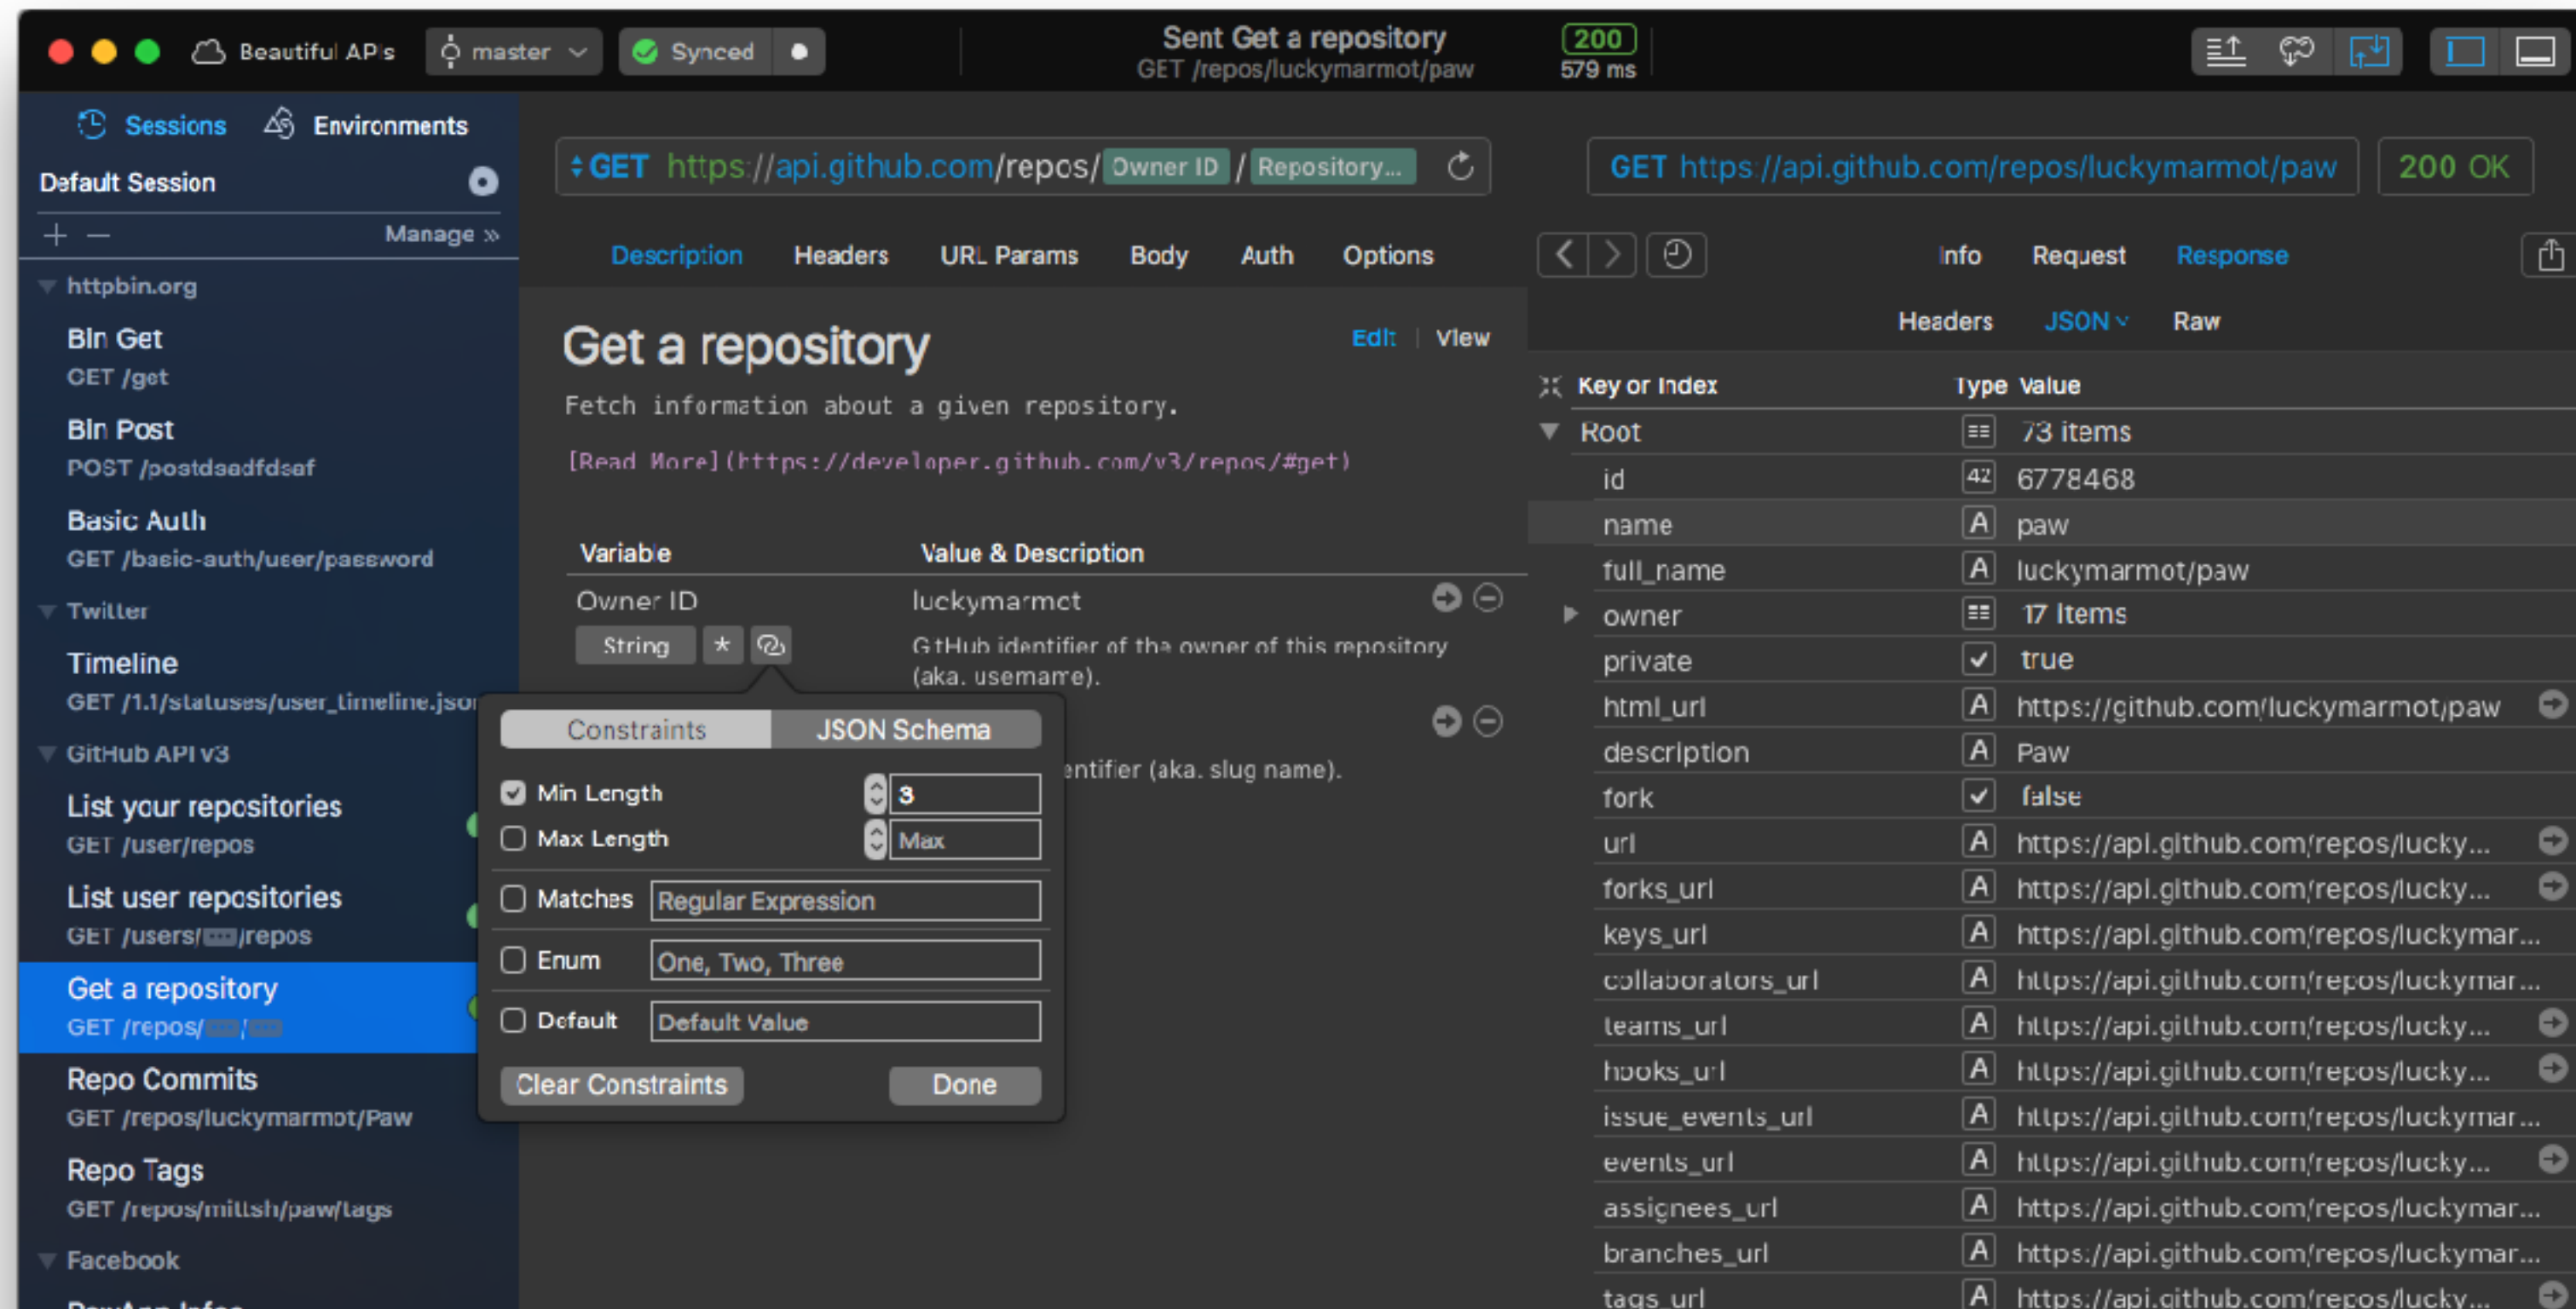 Beautiful APIs
master
Synced
Sent Get a repository
GET /repos/luckymarmot/paw
200
579 ms
Sessions
Environments
Default Session
Manage »
httpbin.org
Bin Get
GET /get
Bin Post
POST /postdsadfdsaf
Basic Auth
GET /basic-auth/user/password
Twitter
Timeline
GET /1.1/statuses/user_timeline.json
GitHub API v3
List your repositories
GET /user/repos
List user repositories
GET /users/.../repos
Get a repository
GET /repos/.../...
Repo Commits
GET /repos/luckymarmot/Paw
Repo Tags
GET /repos/mittsh/paw/tags
Facebook
GET https://api.github.com/repos/ Owner ID / Repository...
Description Headers URL Params Body Auth Options
Get a repository
Edit | View
Fetch information about a given repository.
[Read More](https://developer.github.com/v3/repos/#get)
Variable Value & Description
Owner ID luckymarmot
String * GitHub identifier of the owner of this repository
(aka. username).
entifier (aka. slug name).
Constraints JSON Schema
Min Length 3
Max Length Max
Matches Regular Expression
Enum One, Two, Three
Default Default Value
Clear Constraints Done
GET https://api.github.com/repos/luckymarmot/paw 200 OK
Info Request Response
Headers JSON Raw
Key or Index Type Value
Root 73 items
id 42 6778468
name A paw
full_name A luckymarmot/paw
owner 17 items
private true
html_url A https://github.com/luckymarmot/paw
description A Paw
fork false
url A https://api.github.com/repos/lucky...
forks_url A https://api.github.com/repos/lucky...
keys_url A https://api.github.com/repos/luckymar...
collaborators_url A https://api.github.com/repos/luckymar...
teams_url A https://api.github.com/repos/lucky...
hooks_url A https://api.github.com/repos/lucky...
issue_events_url A https://api.github.com/repos/luckymar...
events_url A https://api.github.com/repos/lucky...
assignees_url A https://api.github.com/repos/luckymar...
branches_url A https://api.github.com/repos/luckymar...
tags_url A https://api.github.com/repos/lucky...